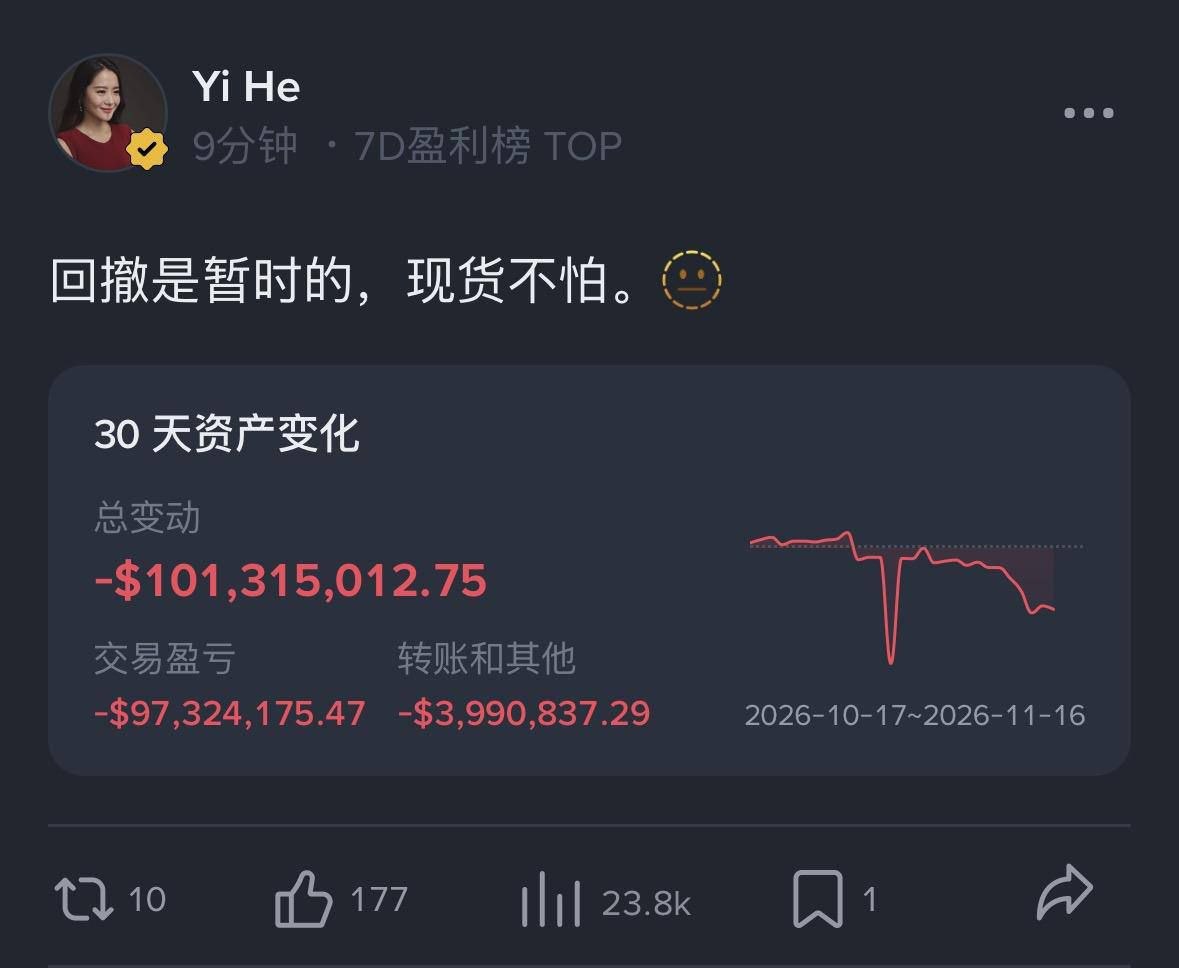 Yi He
9分钟 · 7D盈利榜 TOP
回撤是暂时的，现货不怕。🫥
30 天资产变化
总变动
-$101,315,012.75
交易盈亏 转账和其他
-$97,324,175.47 -$3,990,837.29
2026-10-17~2026-11-16
10 177 23.8k 1